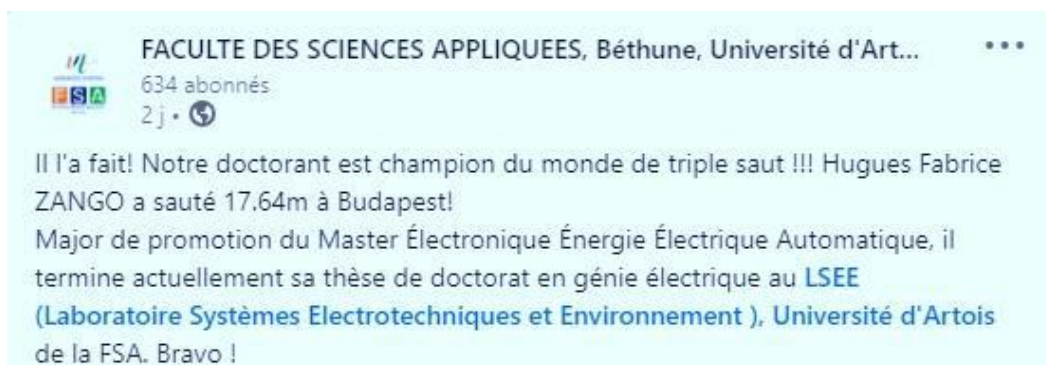 FACULTE DES SCIENCES APPLIQUEES, Béthune, Université d'Art...
634 abonnés
2 j •
FSA
Il l'a fait! Notre doctorant est champion du monde de triple saut !!! Hugues Fabrice
ZANGO a sauté 17.64m à Budapest!
Major de promotion du Master Électronique Énergie Électrique Automatique, il
termine actuellement sa thèse de doctorat en génie électrique au LSEE
(Laboratoire Systèmes Electrotechniques et Environnement ), Université d'Artois
de la FSA. Bravo !